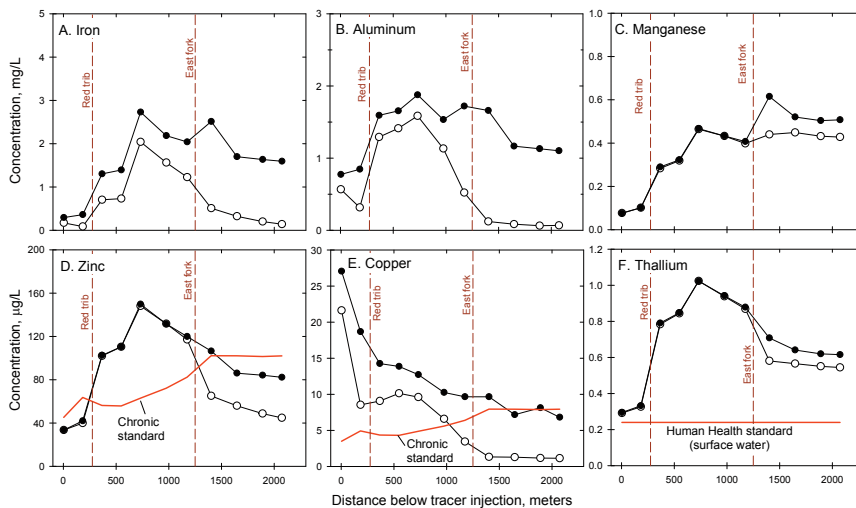 A. Iron
B. Aluminum
C. Manganese
Red trib
East fork
Red trib
East fork
Red trib
East fork
Concentration, mg/L
5
4
3
2
1
0
3
2
1
0
1.0
0.8
0.6
0.4
0.2
0.0
D. Zinc
E. Copper
F. Thallium
Red trib
East fork
Red trib
East fork
Red trib
East fork
Chronic
standard
Chronic
standard
Human Health standard
(surface water)
Concentration, µg/L
200
160
120
80
40
0
30
25
20
15
10
5
0
1.2
1.0
0.8
0.6
0.4
0.2
0.0
0 500 1000 1500 2000
0 500 1000 1500 2000
0 500 1000 1500 2000
Distance below tracer injection, meters